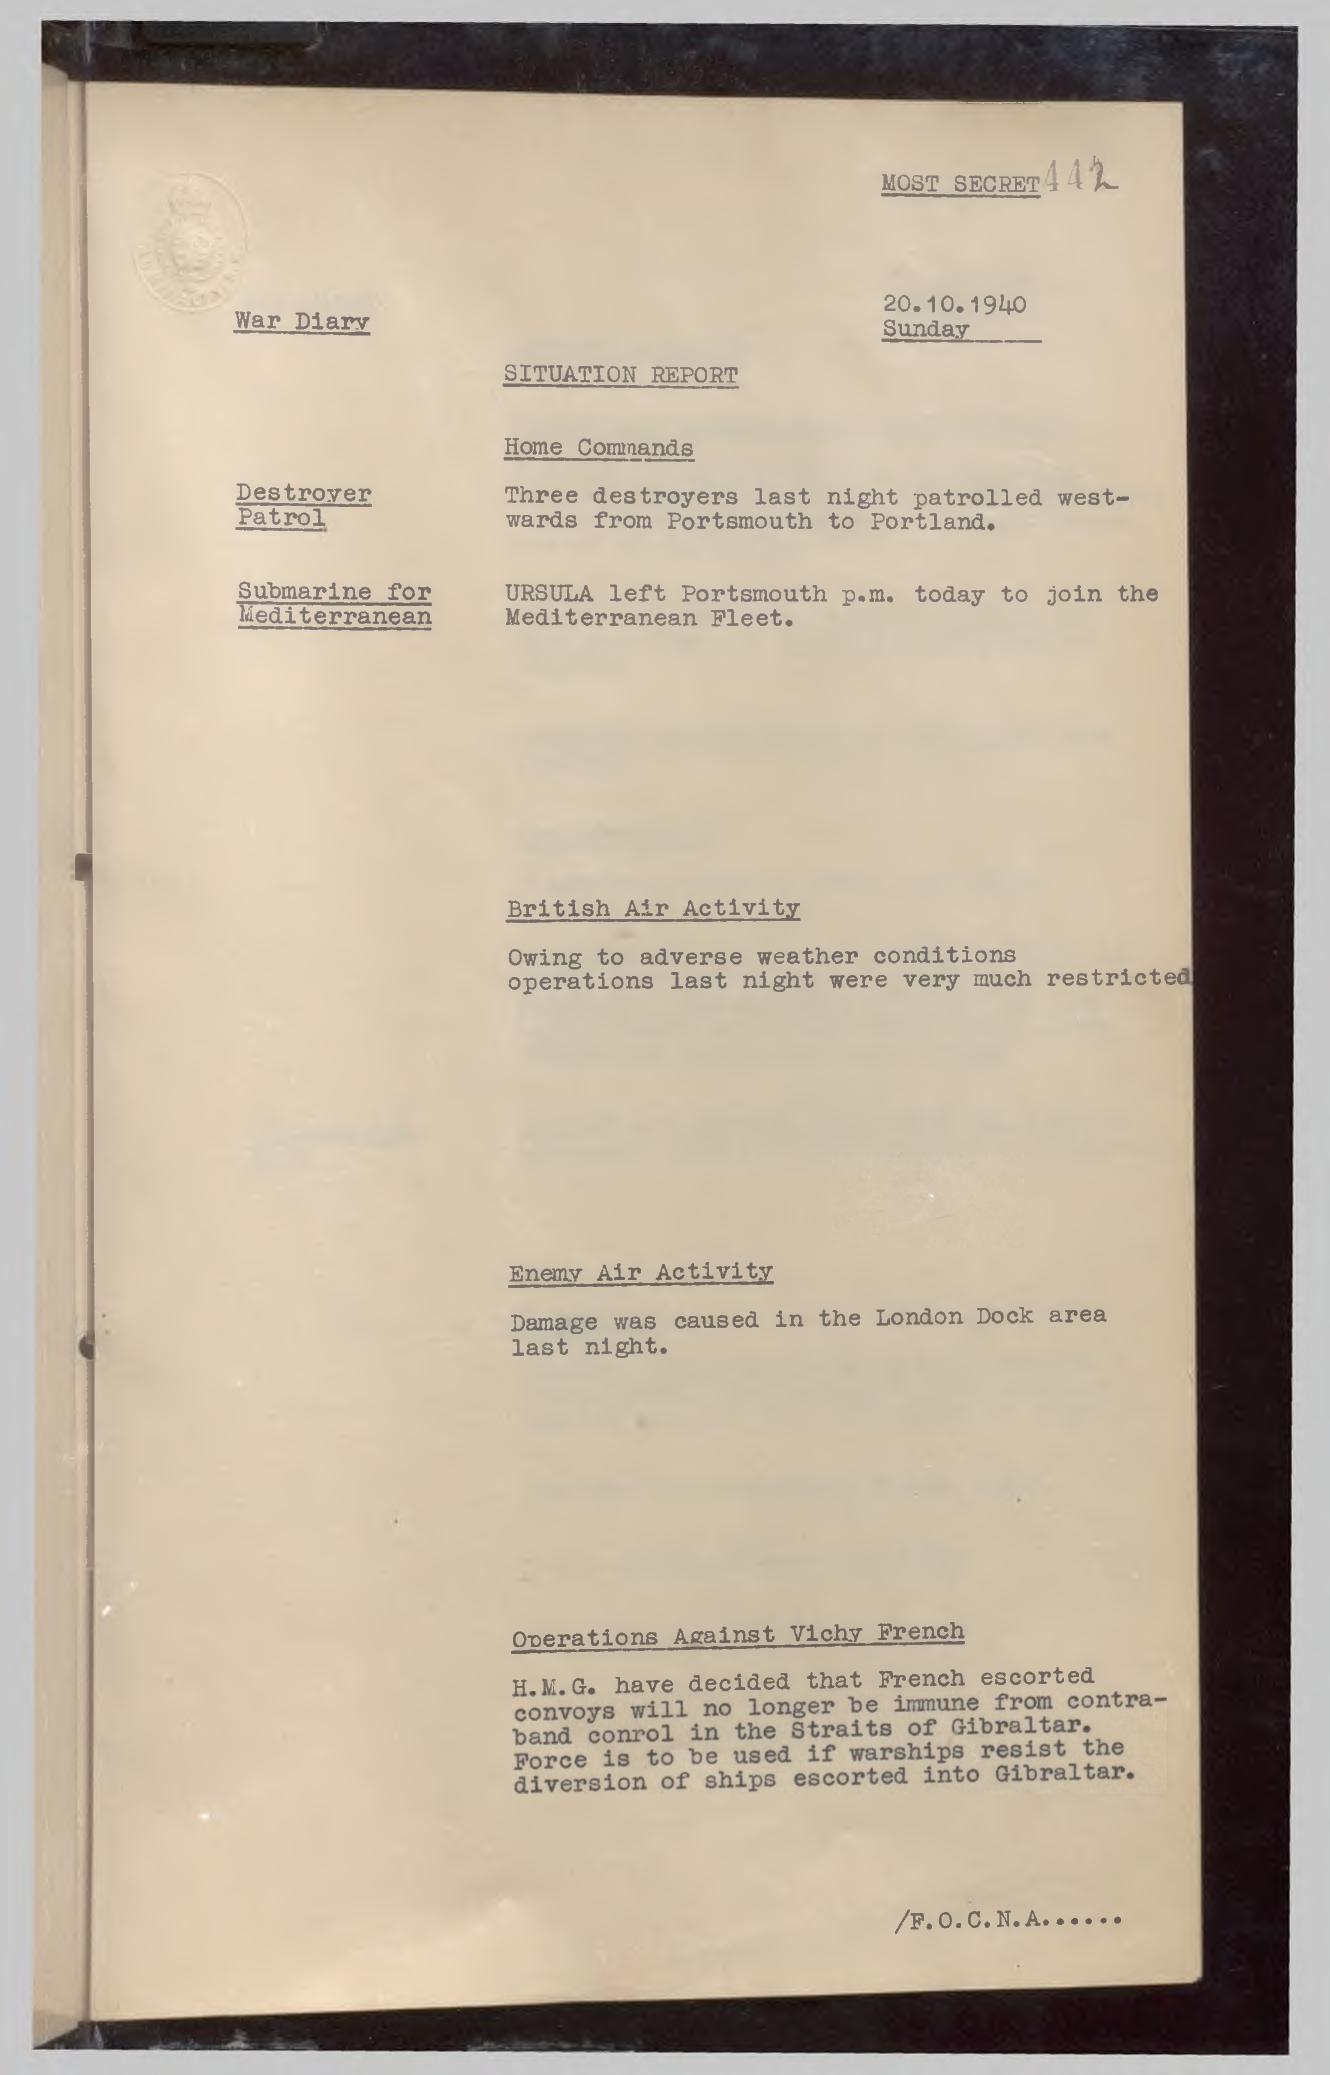 MOST SECRET 442
20.10.1940
War Diary
Sunday
SITUATION REPORT
Home Commands
Destroyer
Patrol
Three destroyers last night patrolled west-
wards from Portsmouth to Portland.
Submarine for
Mediterranean
URSULA left Portsmouth p.m. today to join the
Mediterranean Fleet.
British Air Activity
Owing to adverse weather conditions
operations last night were very much restricted
Enemy Air Activity
Damage was caused in the London Dock area
last night.
Operations Against Vichy French
H.M.G. have decided that French escorted
convoys will no longer be immune from contra-
band conrol in the Straits of Gibraltar.
Force is to be used if warships resist the
diversion of ships escorted into Gibraltar.
/F.O.C.N.A......